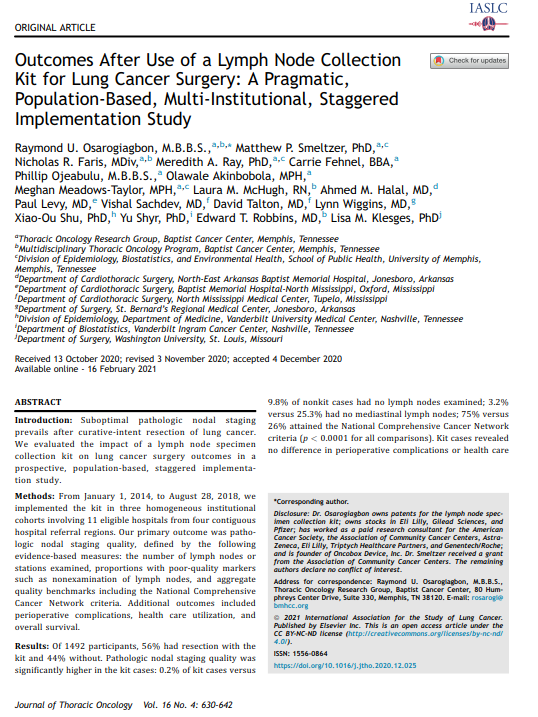 IASLC
ORIGINAL ARTICLE
Outcomes After Use of a Lymph Node Collection
Kit for Lung Cancer Surgery: A Pragmatic,
Population-Based, Multi-Institutional, Staggered
Implementation Study
Check for updates
Raymond U. Osarogiagbon, M.B.B.S.,a,b,* Matthew P. Smeltzer, PhD,a,c
Nicholas R. Faris, MDiv,a,b Meredith A. Ray, PhD,a,c Carrie Fehnel, BBA,a
Phillip Ojeabulu, M.B.B.S.,a Olawale Akinbobola, MPH,a
Meghan Meadows-Taylor, MPH,a,c Laura M. McHugh, RN,b Ahmed M. Halal, MD,d
Paul Levy, MD,e Vishal Sachdev, MD,f David Talton, MD,f Lynn Wiggins, MD,g
Xiao-Ou Shu, PhD,h Yu Shyr, PhD,i Edward T. Robbins, MD,b Lisa M. Klesges, PhDj
aThoracic Oncology Research Group, Baptist Cancer Center, Memphis, Tennessee
bMultidisciplinary Thoracic Oncology Program, Baptist Cancer Center, Memphis, Tennessee
cDivision of Epidemiology, Biostatistics, and Environmental Health, School of Public Health, University of Memphis,
Memphis, Tennessee
dDepartment of Cardiothoracic Surgery, North-East Arkansas Baptist Memorial Hospital, Jonesboro, Arkansas
eDepartment of Cardiothoracic Surgery, Baptist Memorial Hospital-North Mississippi, Oxford, Mississippi
fDepartment of Cardiothoracic Surgery, North Mississippi Medical Center, Tupelo, Mississippi
gDepartment of Surgery, St. Bernard's Regional Medical Center, Jonesboro, Arkansas
hDivision of Epidemiology, Department of Medicine, Vanderbilt University Medical Center, Nashville, Tennessee
iDepartment of Biostatistics, Vanderbilt Ingram Cancer Center, Nashville, Tennessee
jDepartment of Surgery, Washington University, St. Louis, Missouri
Received 13 October 2020; revised 3 November 2020; accepted 4 December 2020
Available online - 16 February 2021
ABSTRACT
Introduction: Suboptimal pathologic nodal staging
prevails after curative-intent resection of lung cancer.
We evaluated the impact of a lymph node specimen
collection kit on lung cancer surgery outcomes in a
prospective, population-based, staggered implementa-
tion study.
Methods: From January 1, 2014, to August 28, 2018, we
implemented the kit in three homogeneous institutional
cohorts involving 11 eligible hospitals from four contiguous
hospital referral regions. Our primary outcome was patho-
logic nodal staging quality, defined by the following
evidence-based measures: the number of lymph nodes or
stations examined, proportions with poor-quality markers
such as nonexamination of lymph nodes, and aggregate
quality benchmarks including the National Comprehensive
Cancer Network criteria. Additional outcomes included
perioperative complications, health care utilization, and
overall survival.
Results: Of 1492 participants, 56% had resection with the
kit and 44% without. Pathologic nodal staging quality was
significantly higher in the kit cases: 0.2% of kit cases versus
9.8% of nonkit cases had no lymph nodes examined; 3.2%
versus 25.3% had no mediastinal lymph nodes; 75% versus
26% attained the National Comprehensive Cancer Network
criteria (p < 0.0001 for all comparisons). Kit cases revealed
no difference in perioperative complications or health care
*Corresponding author.
Disclosure: Dr. Osarogiagbon owns patents for the lymph node spec-
imen collection kit; owns stocks in Eli Lilly, Gilead Sciences, and
Pfizer; has worked as a paid research consultant for the American
Cancer Society, the Association of Community Cancer Centers, Astra-
Zeneca, Eli Lilly, Triptych Healthcare Partners, and Genentech/Roche;
and is founder of Oncobox Device, Inc. Dr. Smeltzer received a grant
from the Association of Community Cancer Centers. The remaining
authors declare no conflict of interest.
Address for correspondence: Raymond U. Osarogiagbon, M.B.B.S.,
Thoracic Oncology Research Group, Baptist Cancer Center, 80 Hum-
phreys Center Drive, Suite 330, Memphis, TN 38120. E-mail: rosarogi@
bmhcc.org
© 2021 International Association for the Study of Lung Cancer.
Published by Elsevier Inc. This is an open access article under the
CC BY-NC-ND license (http://creativecommons.org/licenses/by-nc-nd/
4.0/).
ISSN: 1556-0864
https://doi.org/10.1016/j.jtho.2020.12.025
Journal of Thoracic Oncology Vol. 16 No. 4: 630-642